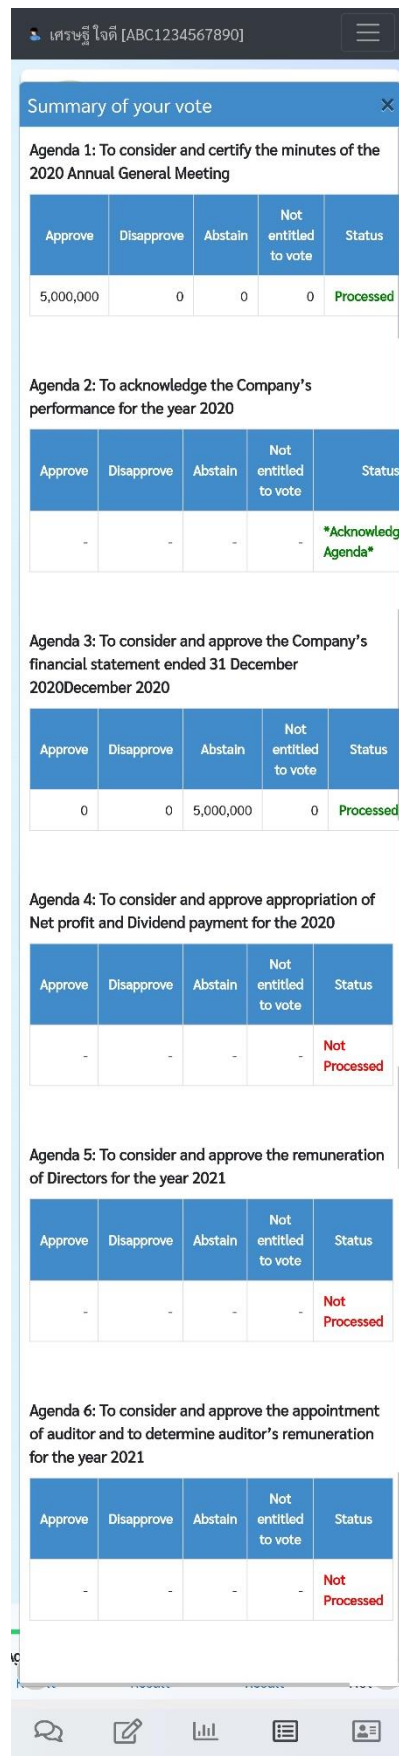 เศรษฐี ใจดี [ABC1234567890]
Summary of your vote
×
Agenda 1: To consider and certify the minutes of the
2020 Annual General Meeting
Approve Disapprove Abstain Not entitled to vote Status
5,000,000 0 0 0 Processed
Agenda 2: To acknowledge the Company's
performance for the year 2020
Approve Disapprove Abstain Not entitled to vote Status
- - - - *Acknowledg
Agenda*
Agenda 3: To consider and approve the Company's
financial statement ended 31 December
2020December 2020
Approve Disapprove Abstain Not entitled to vote Status
0 0 5,000,000 0 Processed
Agenda 4: To consider and approve appropriation of
Net profit and Dividend payment for the 2020
Approve Disapprove Abstain Not entitled to vote Status
- - - - Not
Processed
Agenda 5: To consider and approve the remuneration
of Directors for the year 2021
Approve Disapprove Abstain Not entitled to vote Status
- - - - Not
Processed
Agenda 6: To consider and approve the appointment
of auditor and to determine auditor's remuneration
for the year 2021
Approve Disapprove Abstain Not entitled to vote Status
- - - - Not
Processed